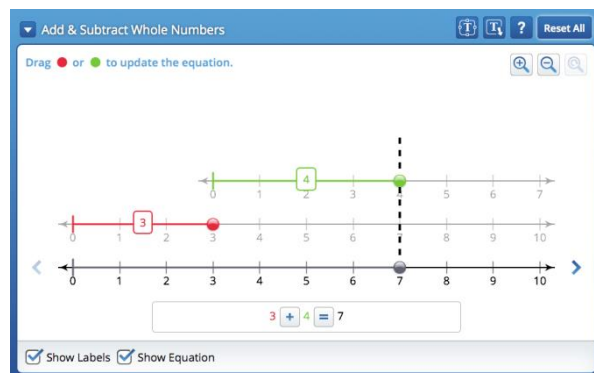 Add & Subtract Whole Numbers T T ? Reset All
Drag or to update the equation.
4
0 1 2 3 4 5 6 7
3
0 1 2 3 4 5 6 7 8 9 10
0 1 2 3 4 5 6 7 8 9 10
3 + 4 = 7
Show Labels Show Equation